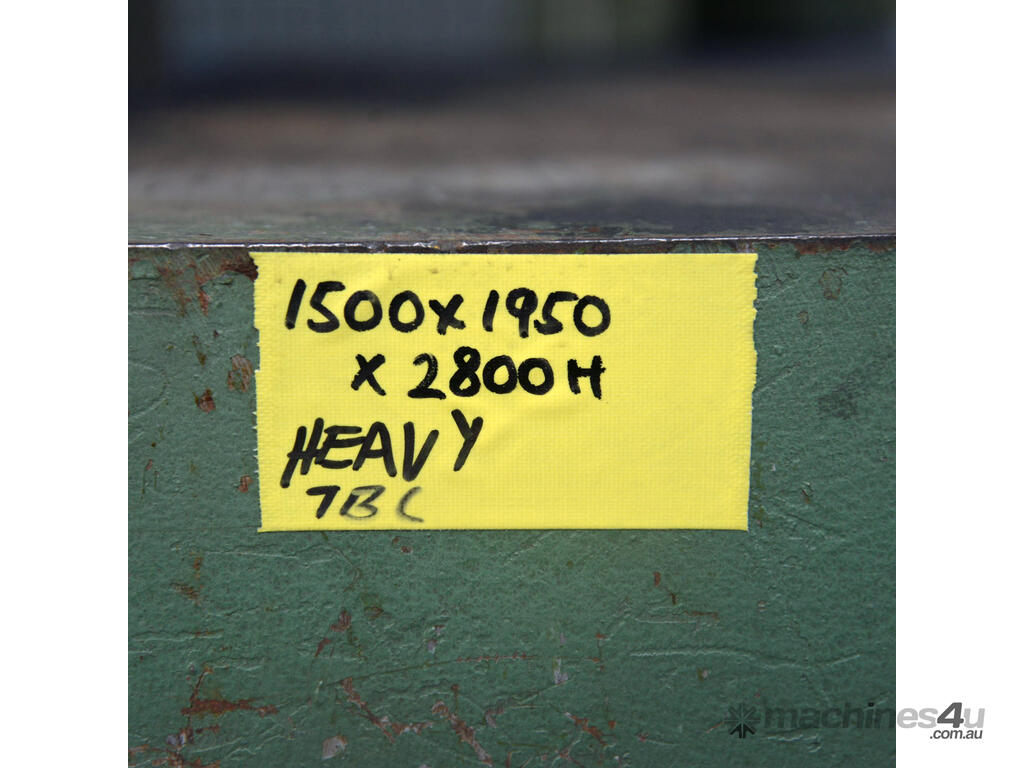 1500x1950
x 2800H
HEAVY
TBC
machines4u
.com.au